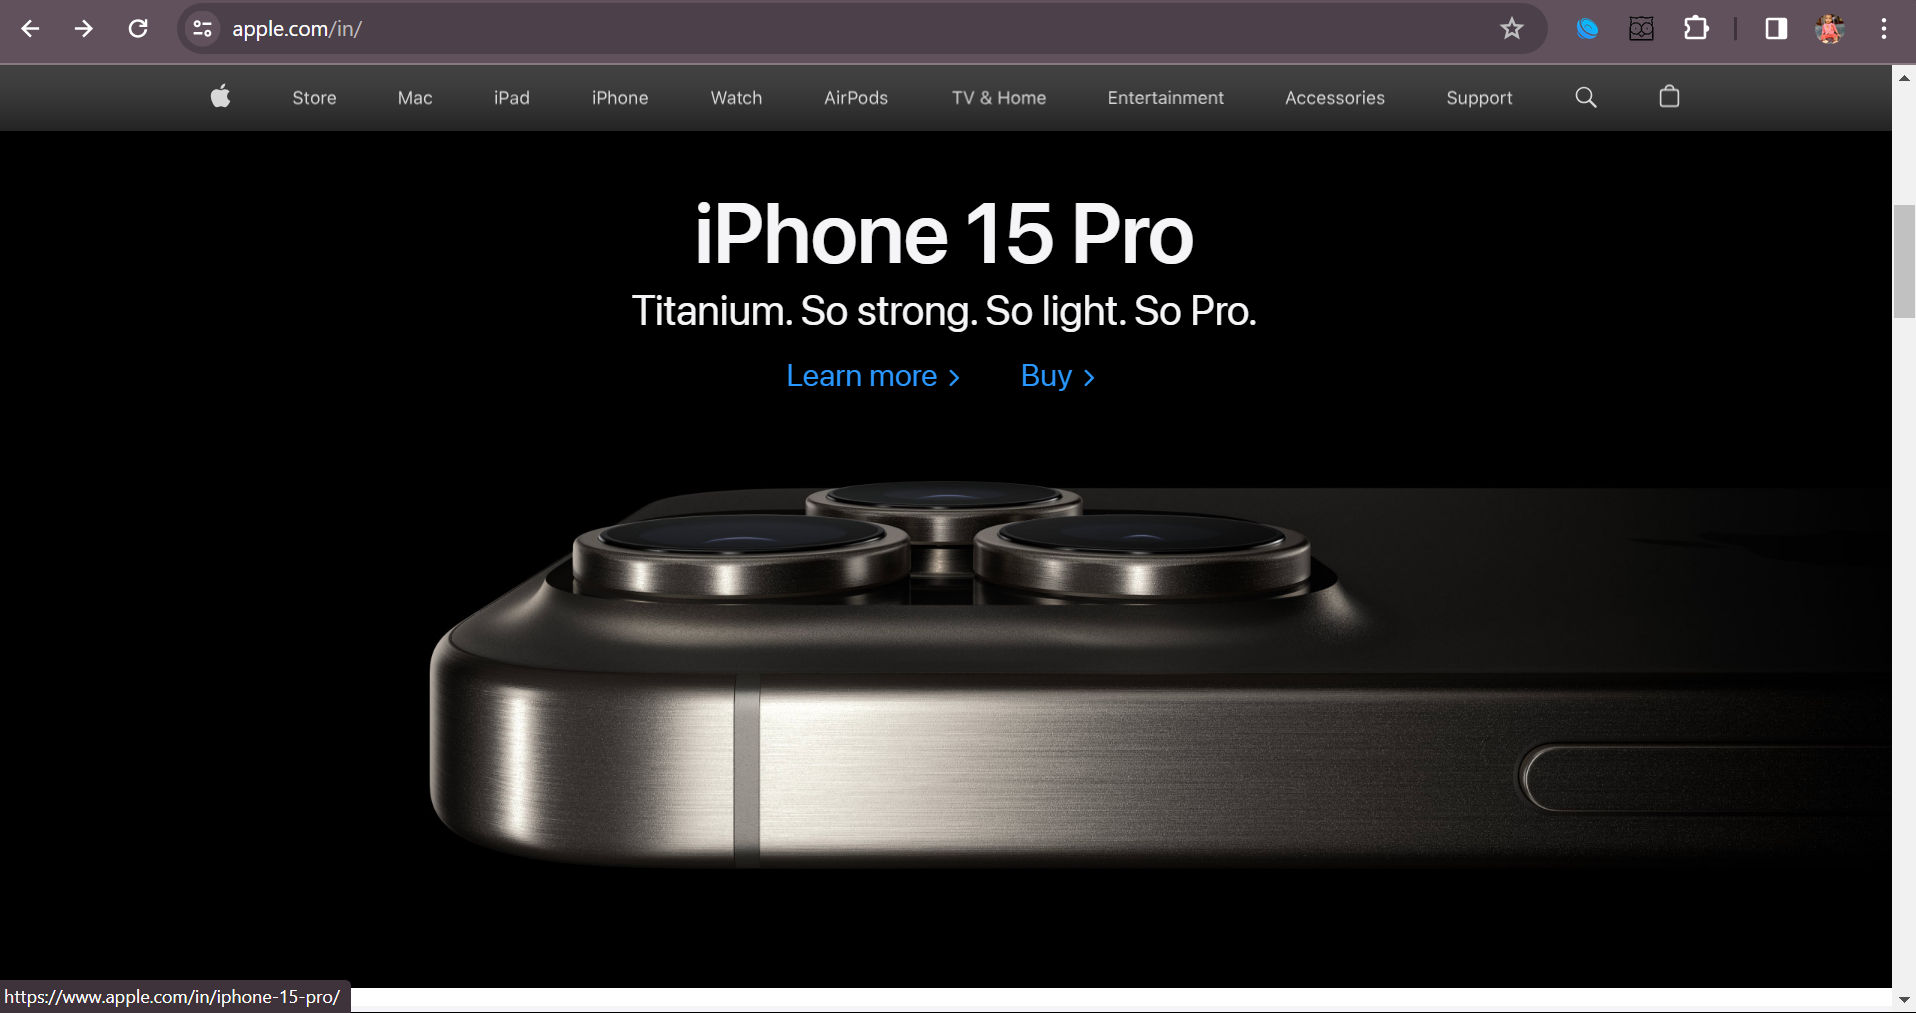 apple.com/in/
Store Mac iPad iPhone Watch AirPods TV & Home Entertainment Accessories Support
iPhone 15 Pro
Titanium. So strong. So light. So Pro.
Learn more > Buy >
https://www.apple.com/in/iphone-15-pro/